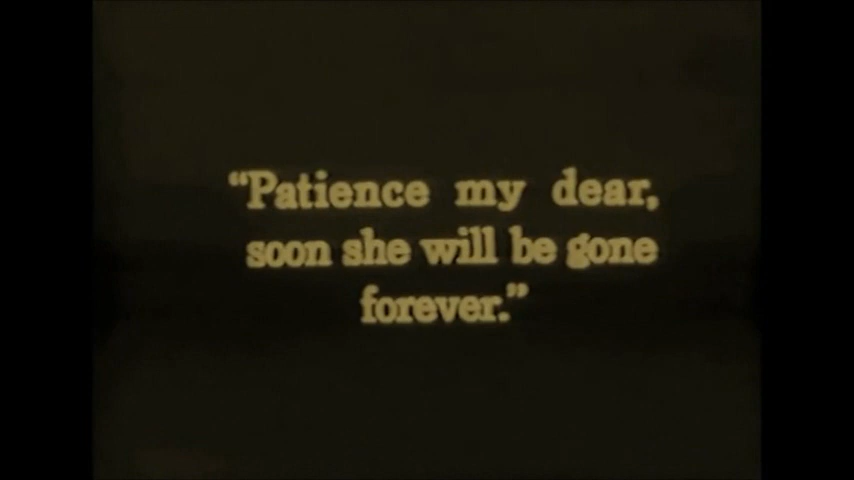 “Patience my dear,
soon she will be gone
forever.”